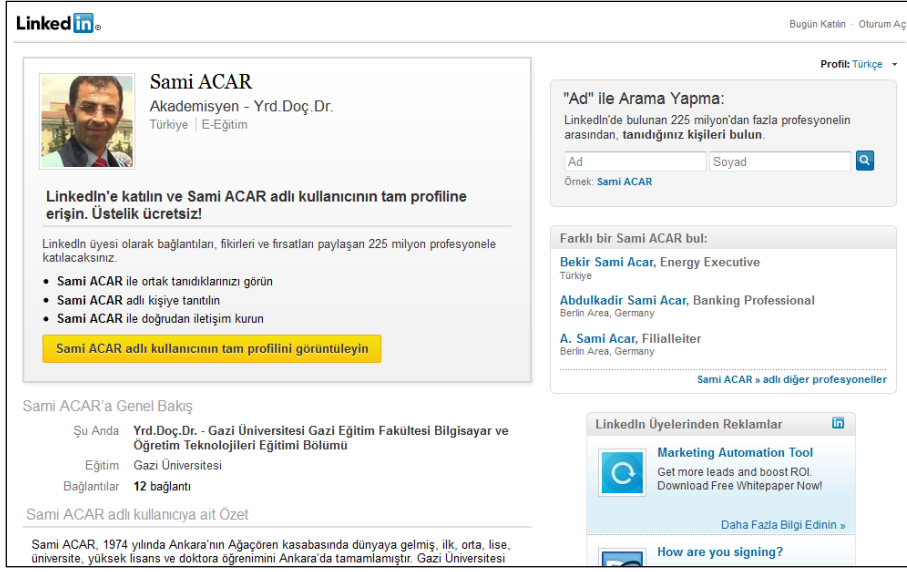 Linked in®
Bugün Katılın · Oturum Aç
Profil: Türkçe
Sami ACAR
Akademisyen - Yrd.Doç.Dr.
Türkiye | E-Eğitim
LinkedIn'e katılın ve Sami ACAR adlı kullanıcının tam profiline
erişin. Üstelik ücretsiz!
LinkedIn üyesi olarak bağlantıları, fikirleri ve fırsatları paylaşan 225 milyon profesyonele
katılacaksınız.
• Sami ACAR ile ortak tanıdıklarınızı görün
• Sami ACAR adlı kişiye tanıtılın
• Sami ACAR ile doğrudan iletişim kurun
Sami ACAR adlı kullanıcının tam profilini görüntüleyin
Sami ACAR'a Genel Bakış
Şu Anda Yrd.Doç.Dr. - Gazi Üniversitesi Gazi Eğitim Fakültesi Bilgisayar ve
Öğretim Teknolojileri Eğitimi Bölümü
Eğitim Gazi Üniversitesi
Bağlantılar 12 bağlantı
Sami ACAR adlı kullanıcıya ait Özet
Sami ACAR, 1974 yılında Ankara'nın Ağaçören kasabasında dünyaya gelmiş, ilk, orta, lise,
üniversite, yüksek lisans ve doktora öğrenimini Ankara'da tamamlamıştır. Gazi Üniversitesi
"Ad" ile Arama Yapma:
LinkedIn'de bulunan 225 milyon'dan fazla profesyonelin
arasından, tanıdığınız kişileri bulun.
Ad Soyad
Örnek: Sami ACAR
Farklı bir Sami ACAR bul:
Bekir Sami Acar, Energy Executive
Türkiye
Abdulkadir Sami Acar, Banking Professional
Berlin Area, Germany
A. Sami Acar, Filialleiter
Berlin Area, Germany
Sami ACAR » adlı diğer profesyoneller
LinkedIn Üyelerinden Reklamlar in
Marketing Automation Tool
Get more leads and boost ROI.
Download Free Whitepaper Now!
Daha Fazla Bilgi Edinin »
How are you signing?